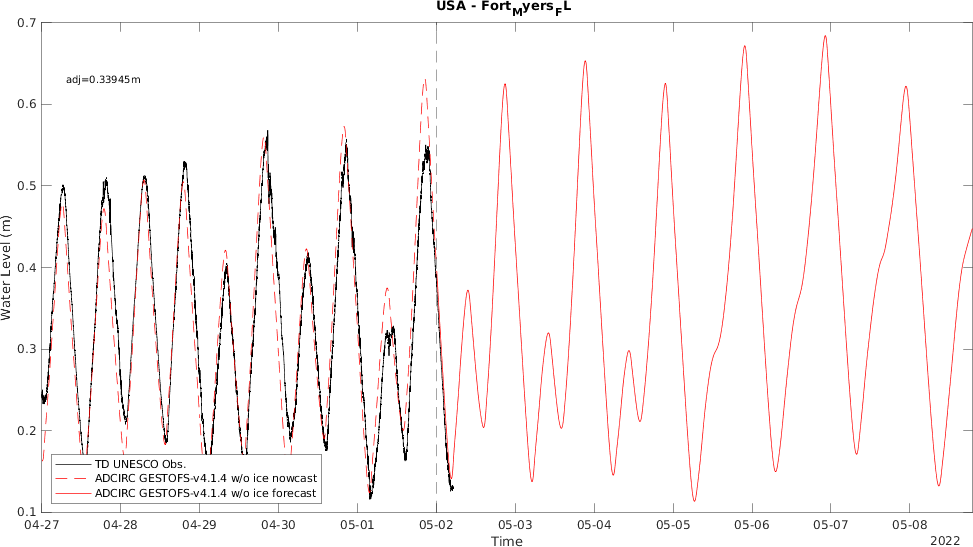 USA - Fort_Myers_FL
adj=0.33945m
Water Level (m)
0.7
0.6
0.5
0.4
0.3
0.2
0.1
TD UNESCO Obs.
ADCIRC GESTOFS-v4.1.4 w/o ice nowcast
ADCIRC GESTOFS-v4.1.4 w/o ice forecast
04-27 04-28 04-29 04-30 05-01 05-02 05-03 05-04 05-05 05-06 05-07 05-08
Time
2022